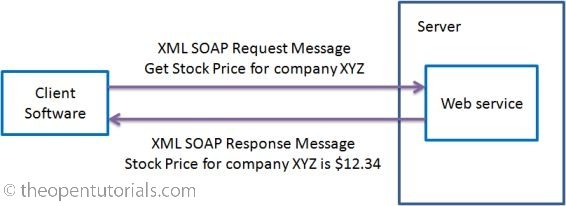 Server
XML SOAP Request Message
Get Stock Price for company XYZ
Client
Software
Web service
XML SOAP Response Message
Stock Price for company XYZ is $12.34
© theopentutorials.com